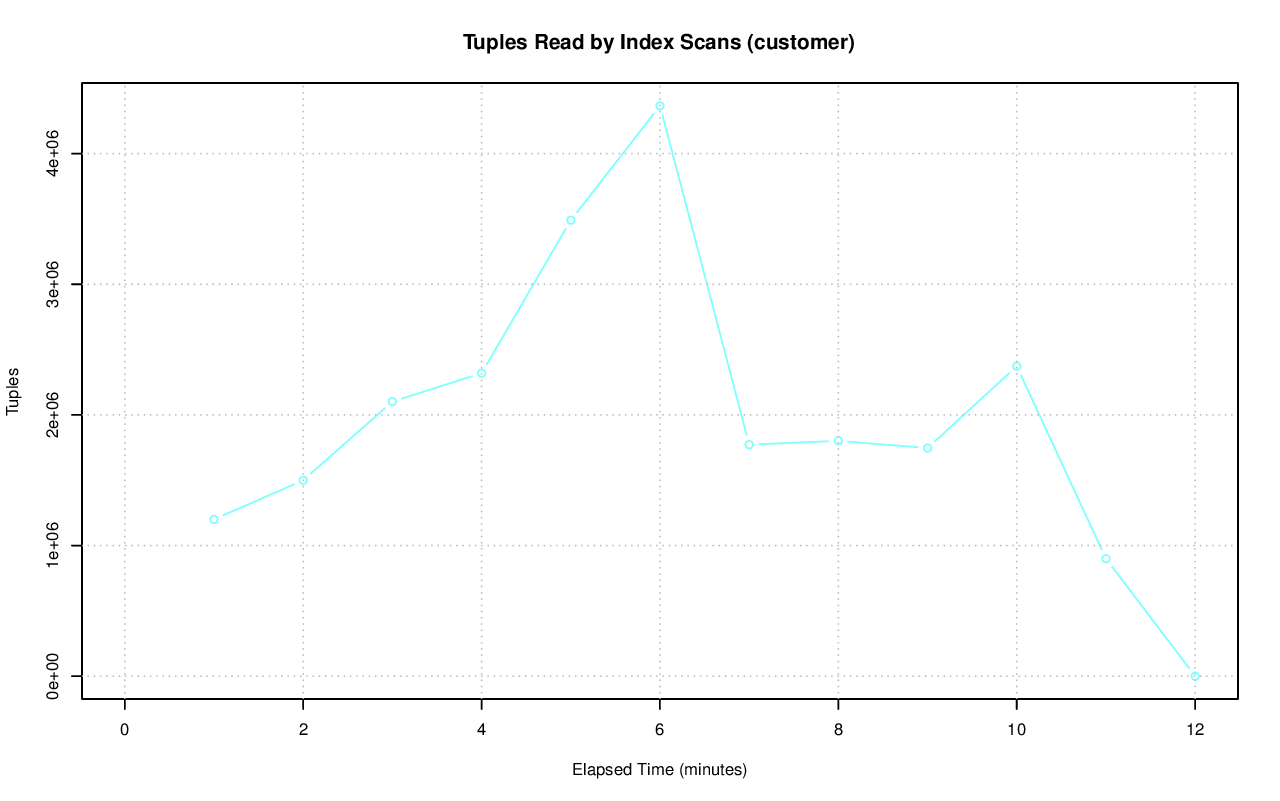 Tuples Read by Index Scans (customer)
Tuples
4e+06
3e+06
2e+06
1e+06
0e+00
0 2 4 6 8 10 12
Elapsed Time (minutes)